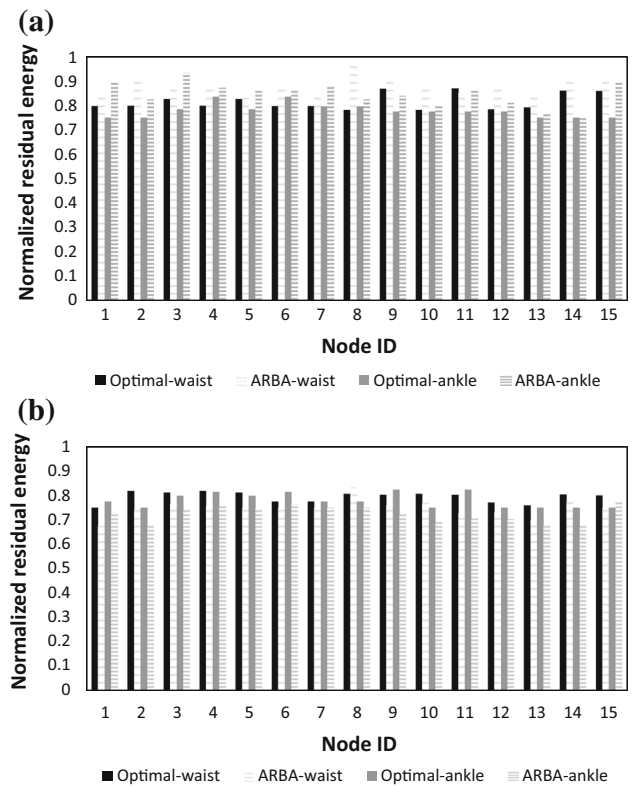 (a)
Normalized residual energy
1
0.9
0.8
0.7
0.6
0.5
0.4
0.3
0.2
0.1
0
1 2 3 4 5 6 7 8 9 10 11 12 13 14 15
Node ID
Optimal-waist ARBA-waist Optimal-ankle ARBA-ankle
(b)
Normalized residual energy
1
0.9
0.8
0.7
0.6
0.5
0.4
0.3
0.2
0.1
0
1 2 3 4 5 6 7 8 9 10 11 12 13 14 15
Node ID
Optimal-waist ARBA-waist Optimal-ankle ARBA-ankle